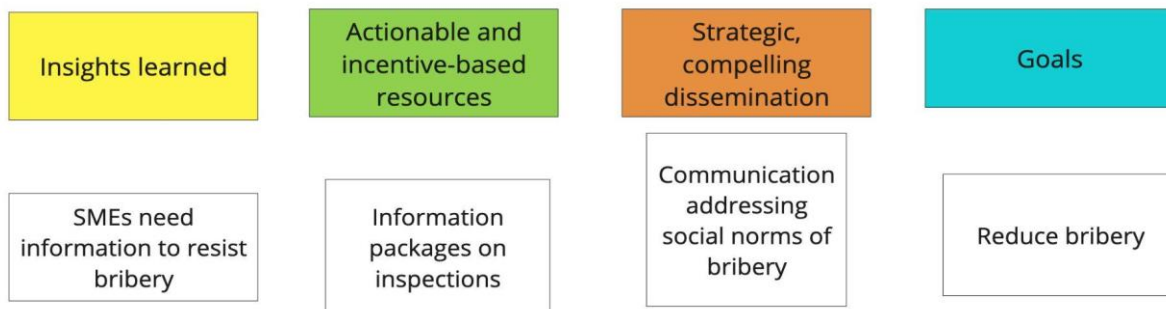 Insights learned
Actionable and
incentive-based
resources
Strategic,
compelling
dissemination
Goals
SMEs need
information to resist
bribery
Information
packages on
inspections
Communication
addressing
social norms of
bribery
Reduce bribery